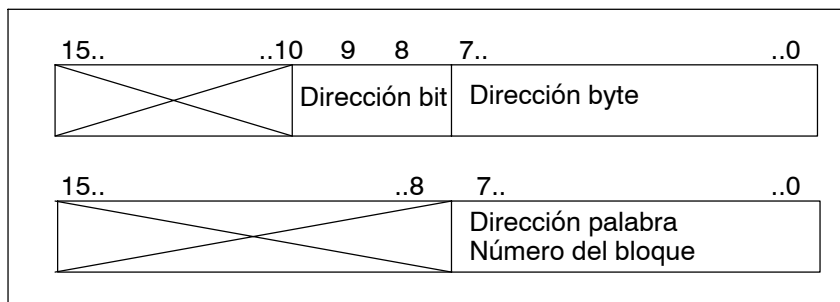 15.. ..10 9 8 7.. ..0
Dirección bit Dirección byte
15.. ..8 7.. ..0
Dirección palabra
Número del bloque